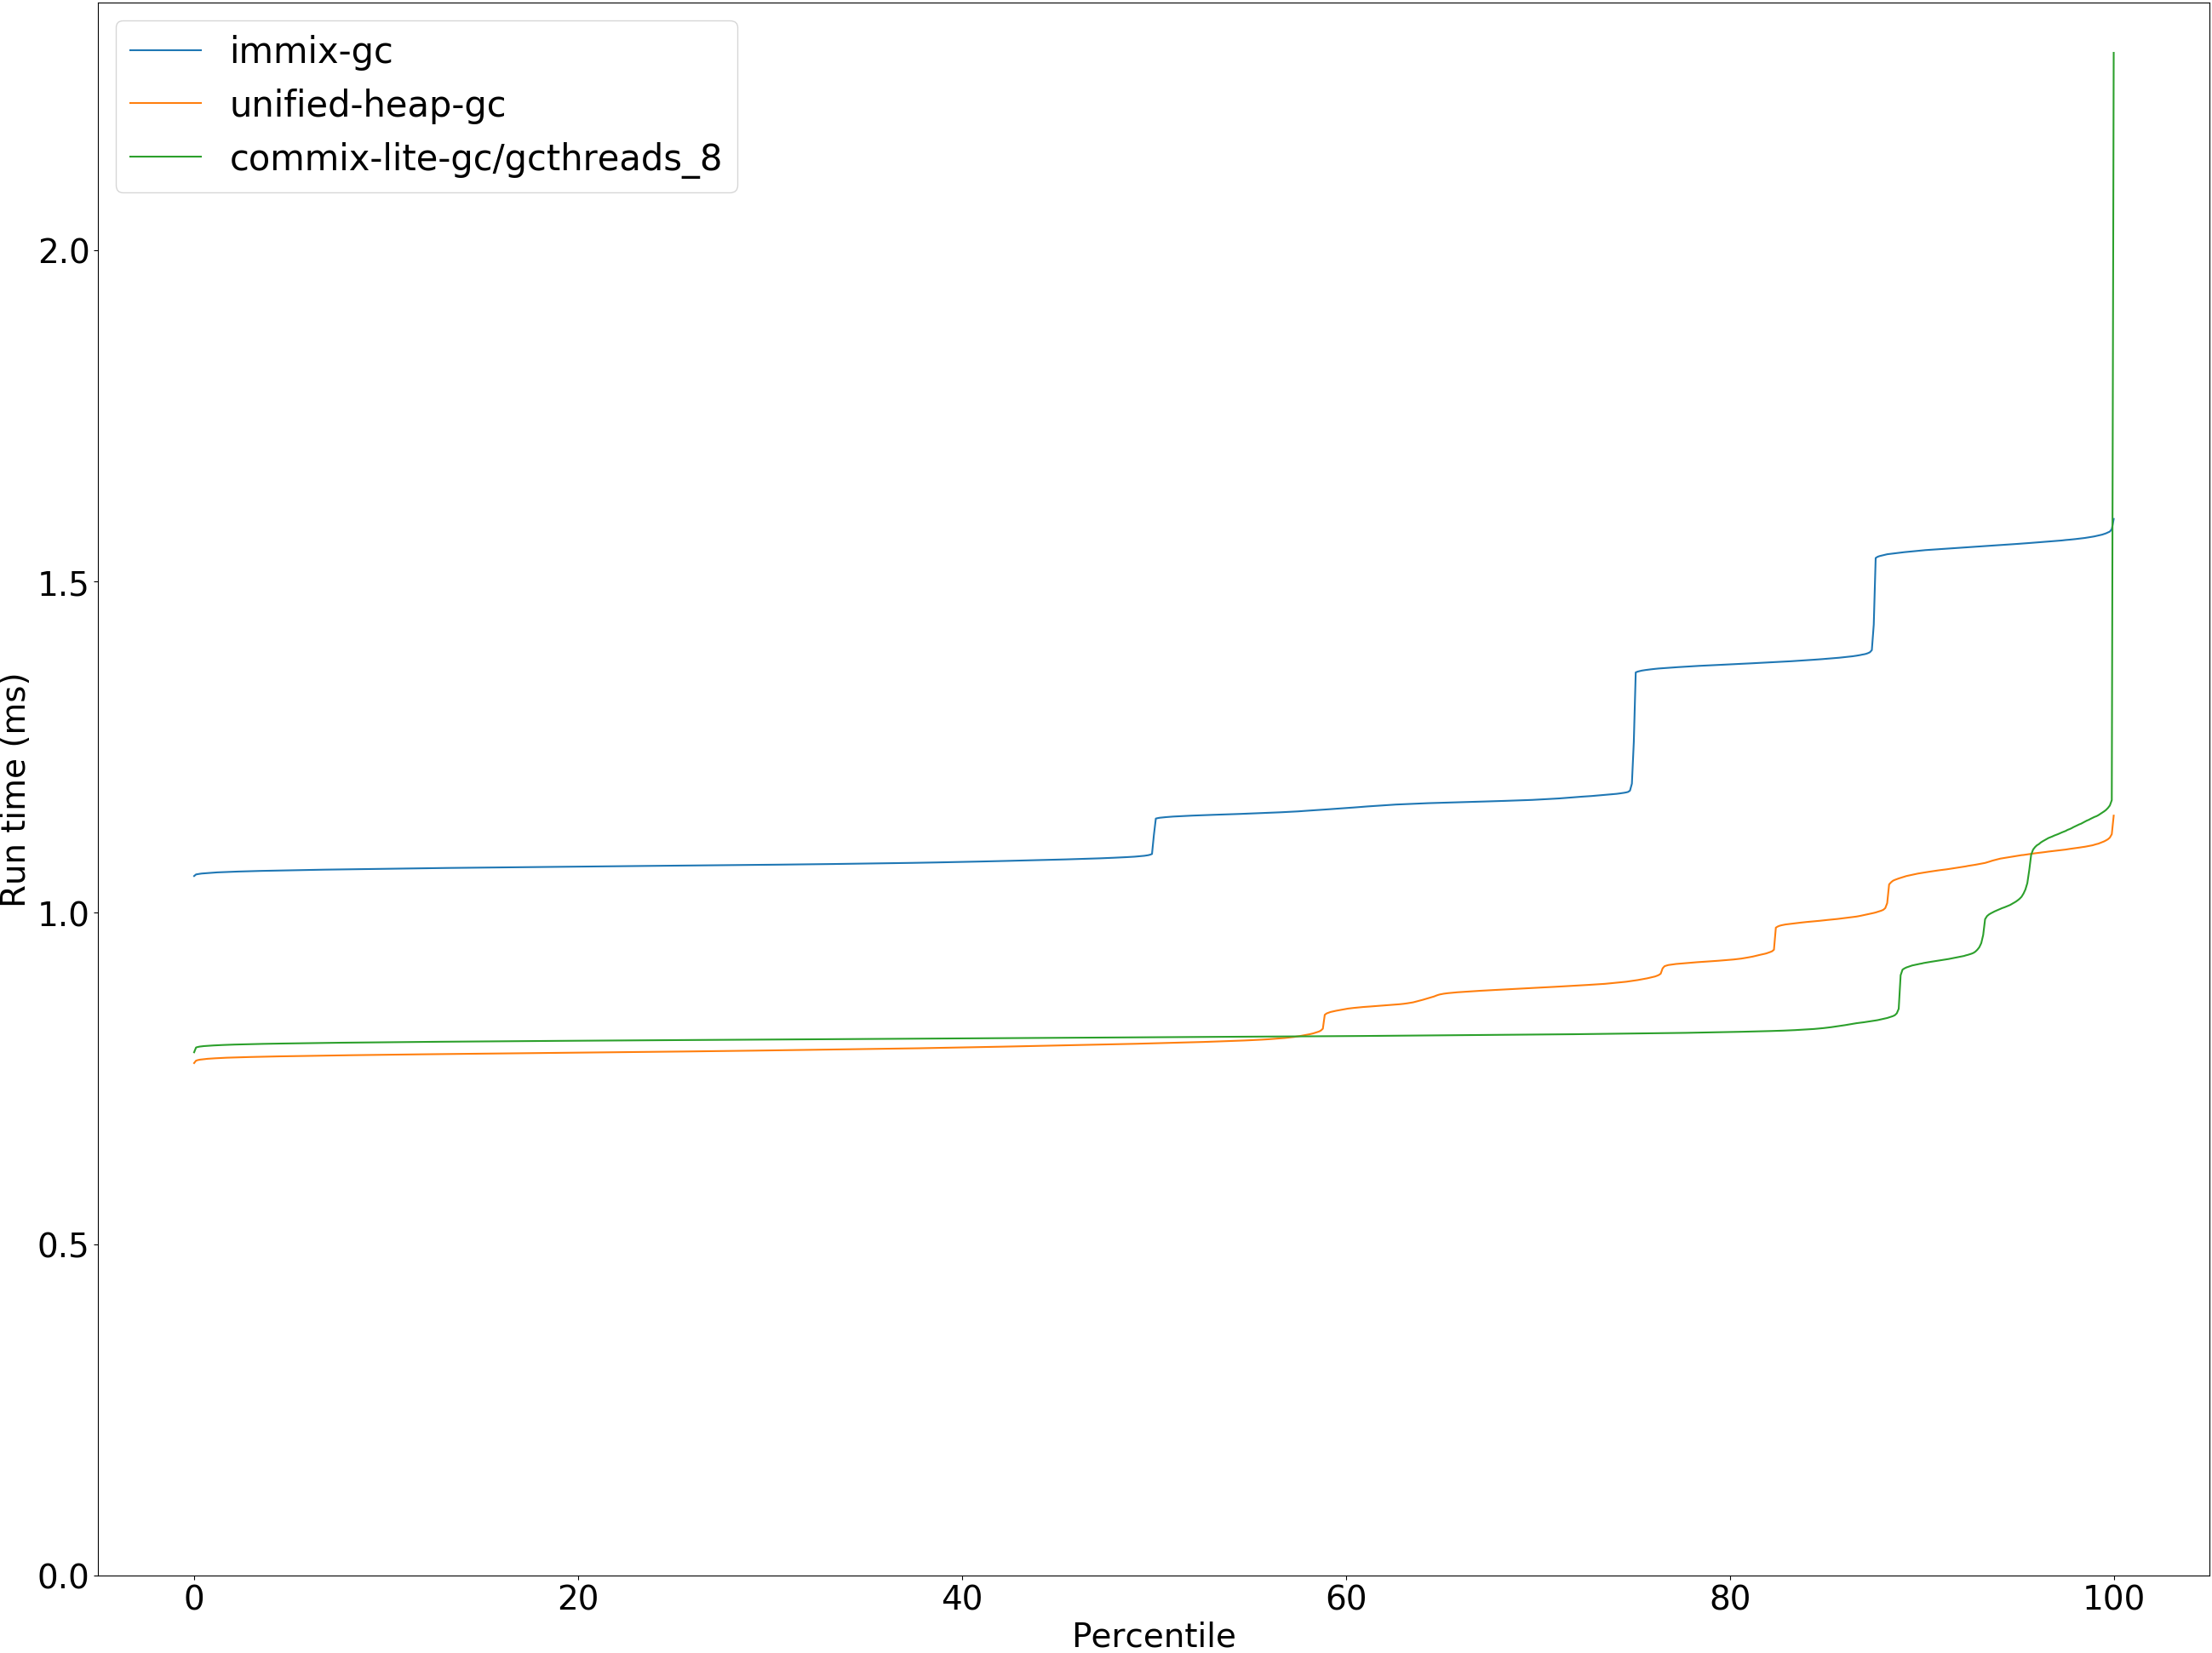 immix-gc
unified-heap-gc
commix-lite-gc/gcthreads_8
2.0
1.5
1.0
0.5
0.0
Run time (ms)
0 20 40 60 80 100
Percentile